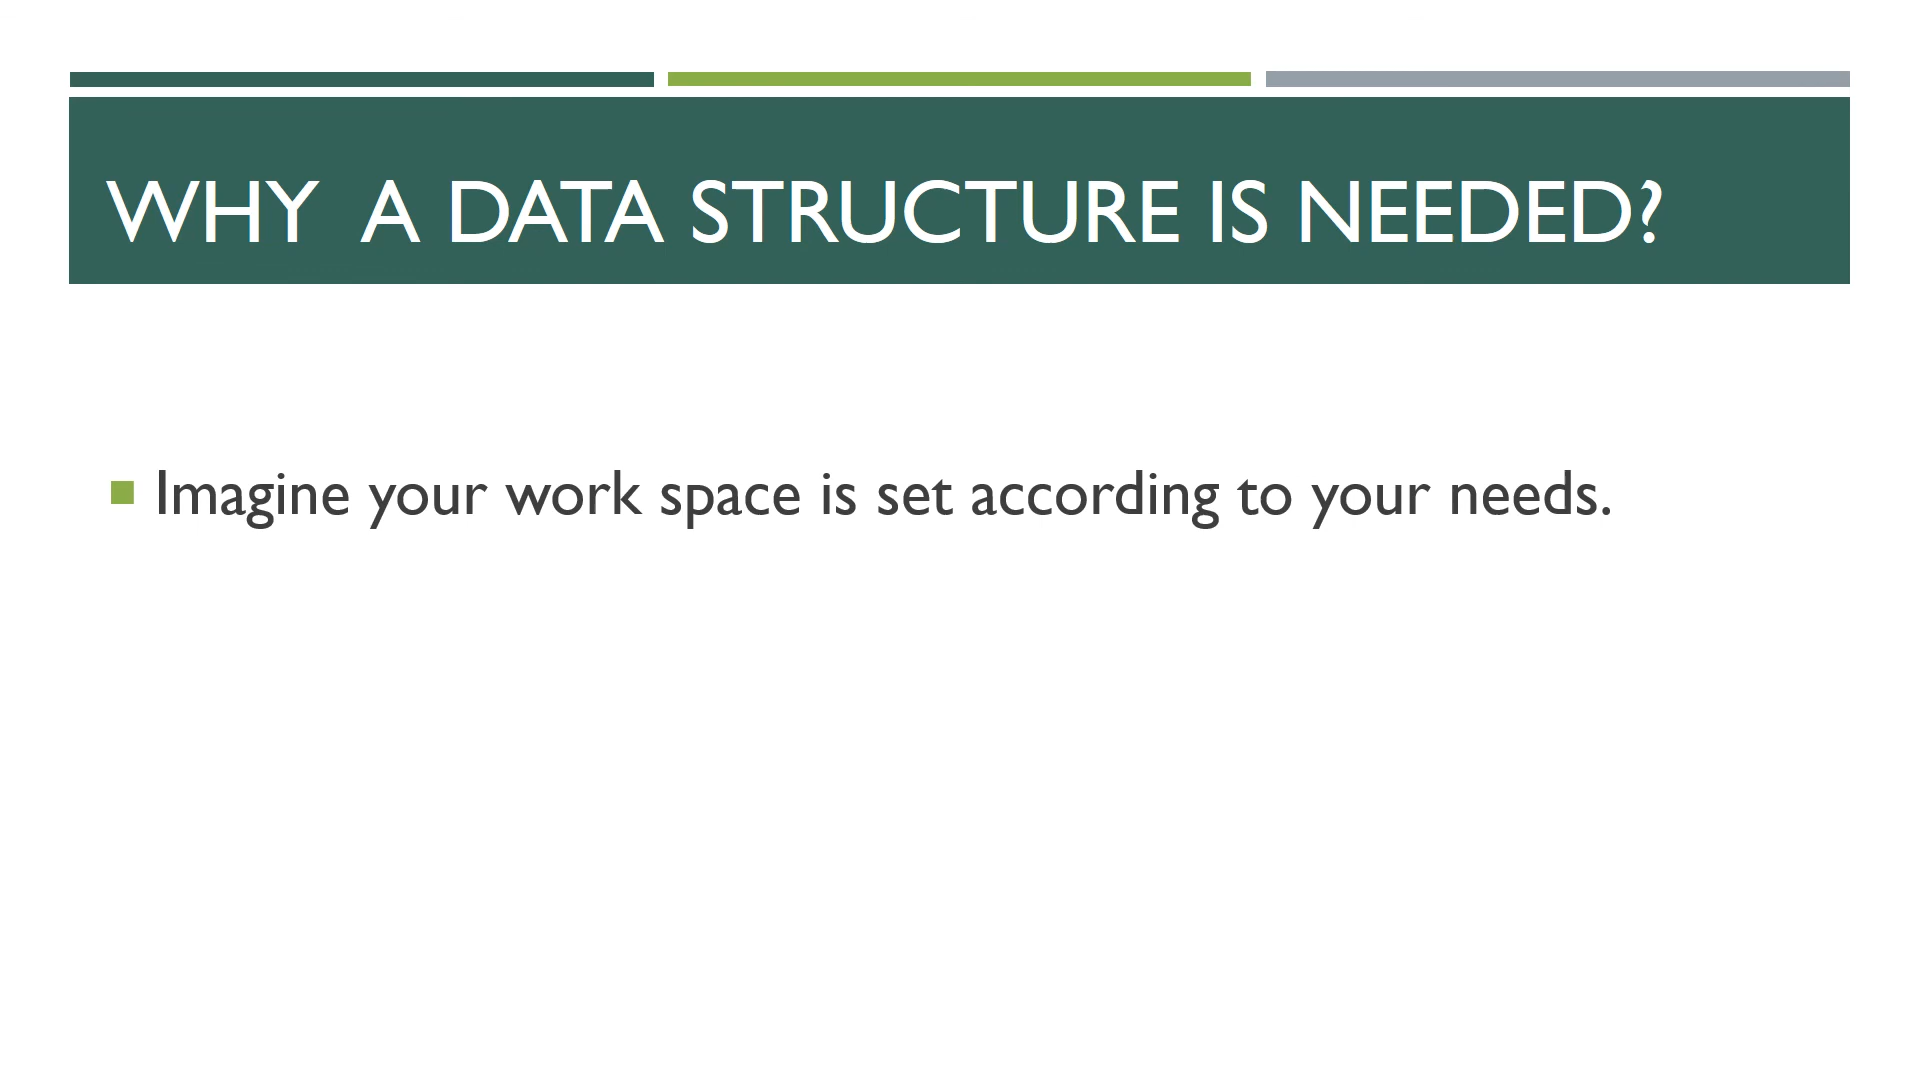 WHY  A DATA STRUCTURE IS NEEDED?
Imagine your work space is set according to your needs.